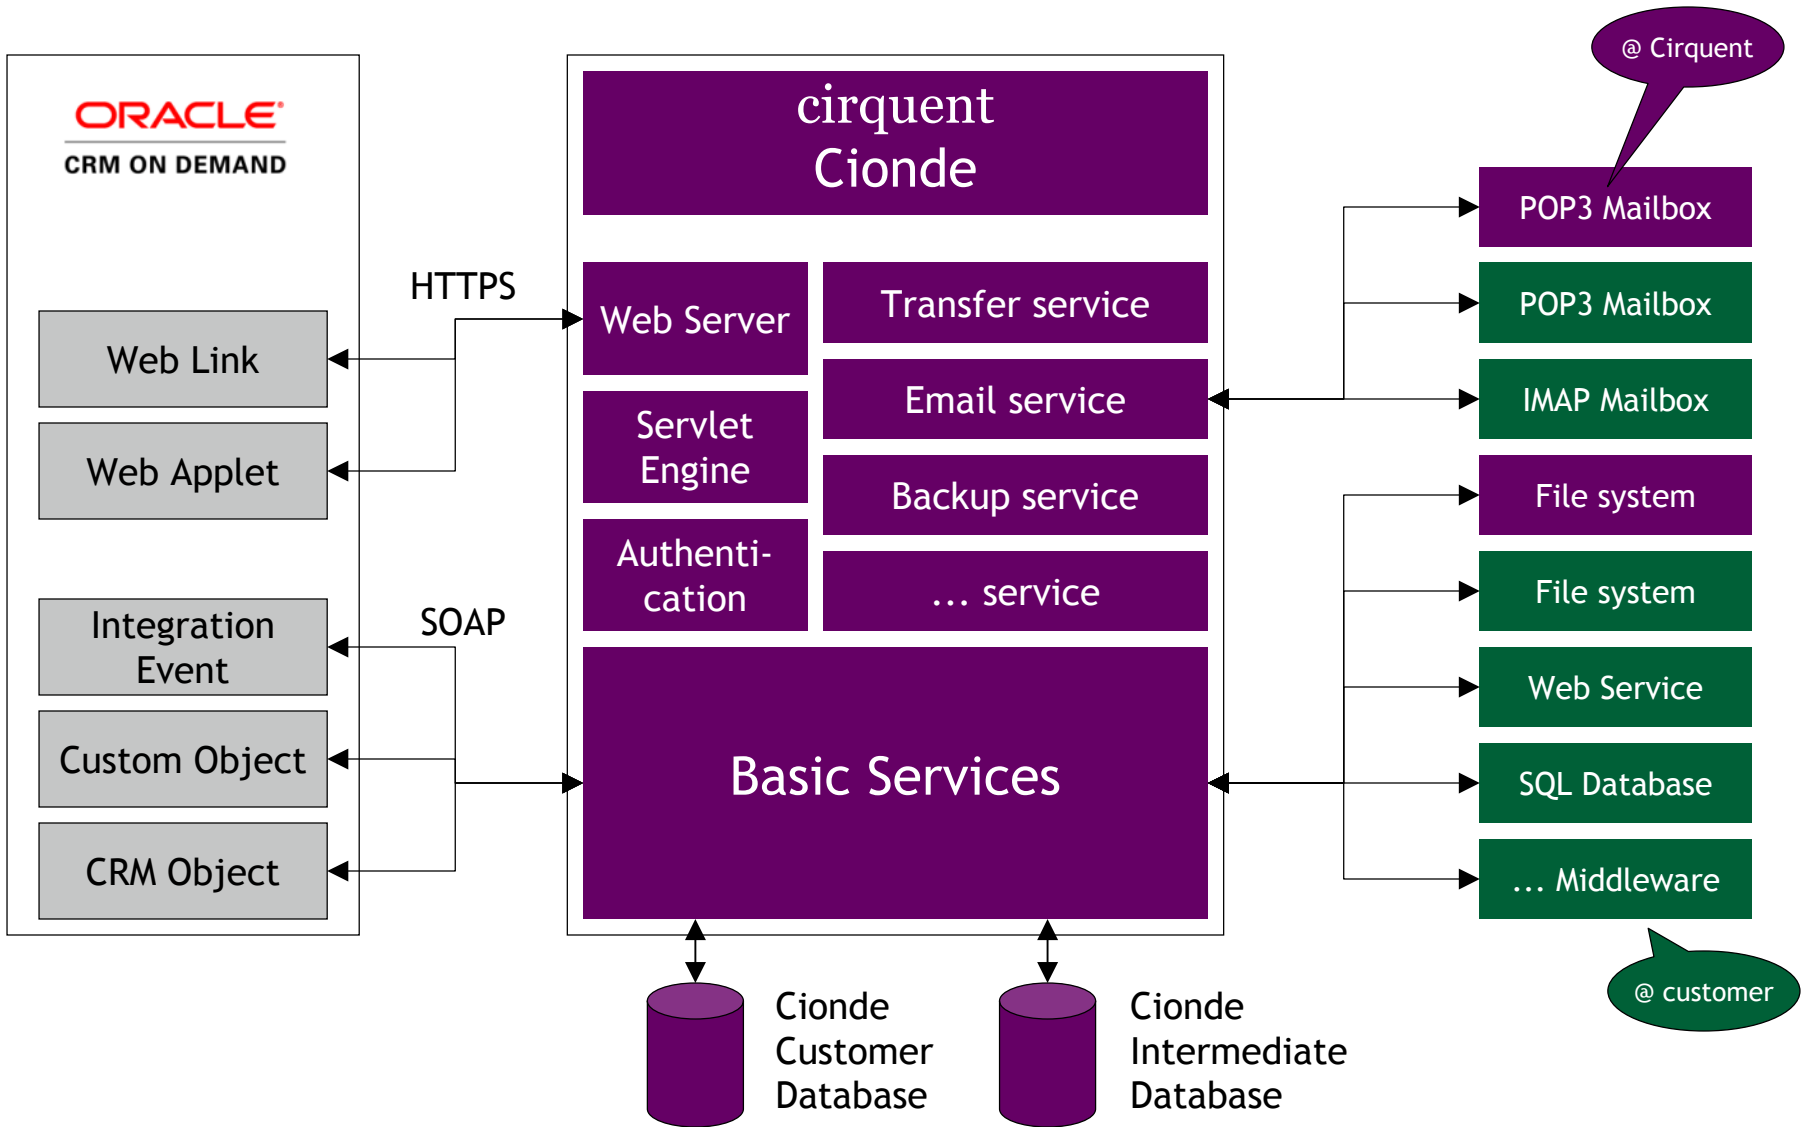 ORACLE
CRM ON DEMAND
Web Link
Web Applet
Integration
Event
Custom Object
CRM Object
HTTPS
SOAP
cirquent
Cionde
Web Server
Servlet
Engine
Authenti-
cation
Transfer service
Email service
Backup service
... service
Basic Services
Cionde
Customer
Database
Cionde
Intermediate
Database
@ Cirquent
POP3 Mailbox
POP3 Mailbox
IMAP Mailbox
File system
File system
Web Service
SQL Database
... Middleware
@ customer